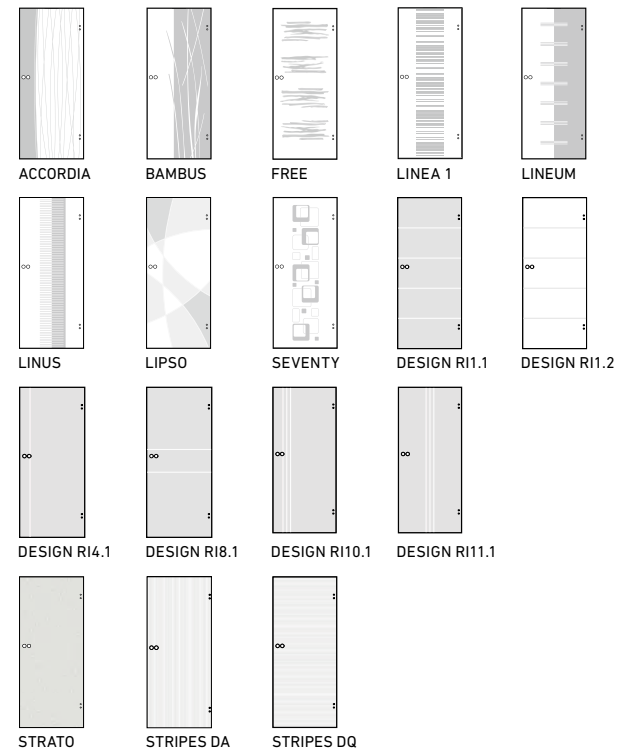 ACCORDIA BAMBUS FREE LINEA 1 LINEUM
LINUS LIPSO SEVENTY DESIGN RI1.1 DESIGN RI1.2
DESIGN RI4.1 DESIGN RI8.1 DESIGN RI10.1 DESIGN RI11.1
STRATO STRIPES DA STRIPES DQ